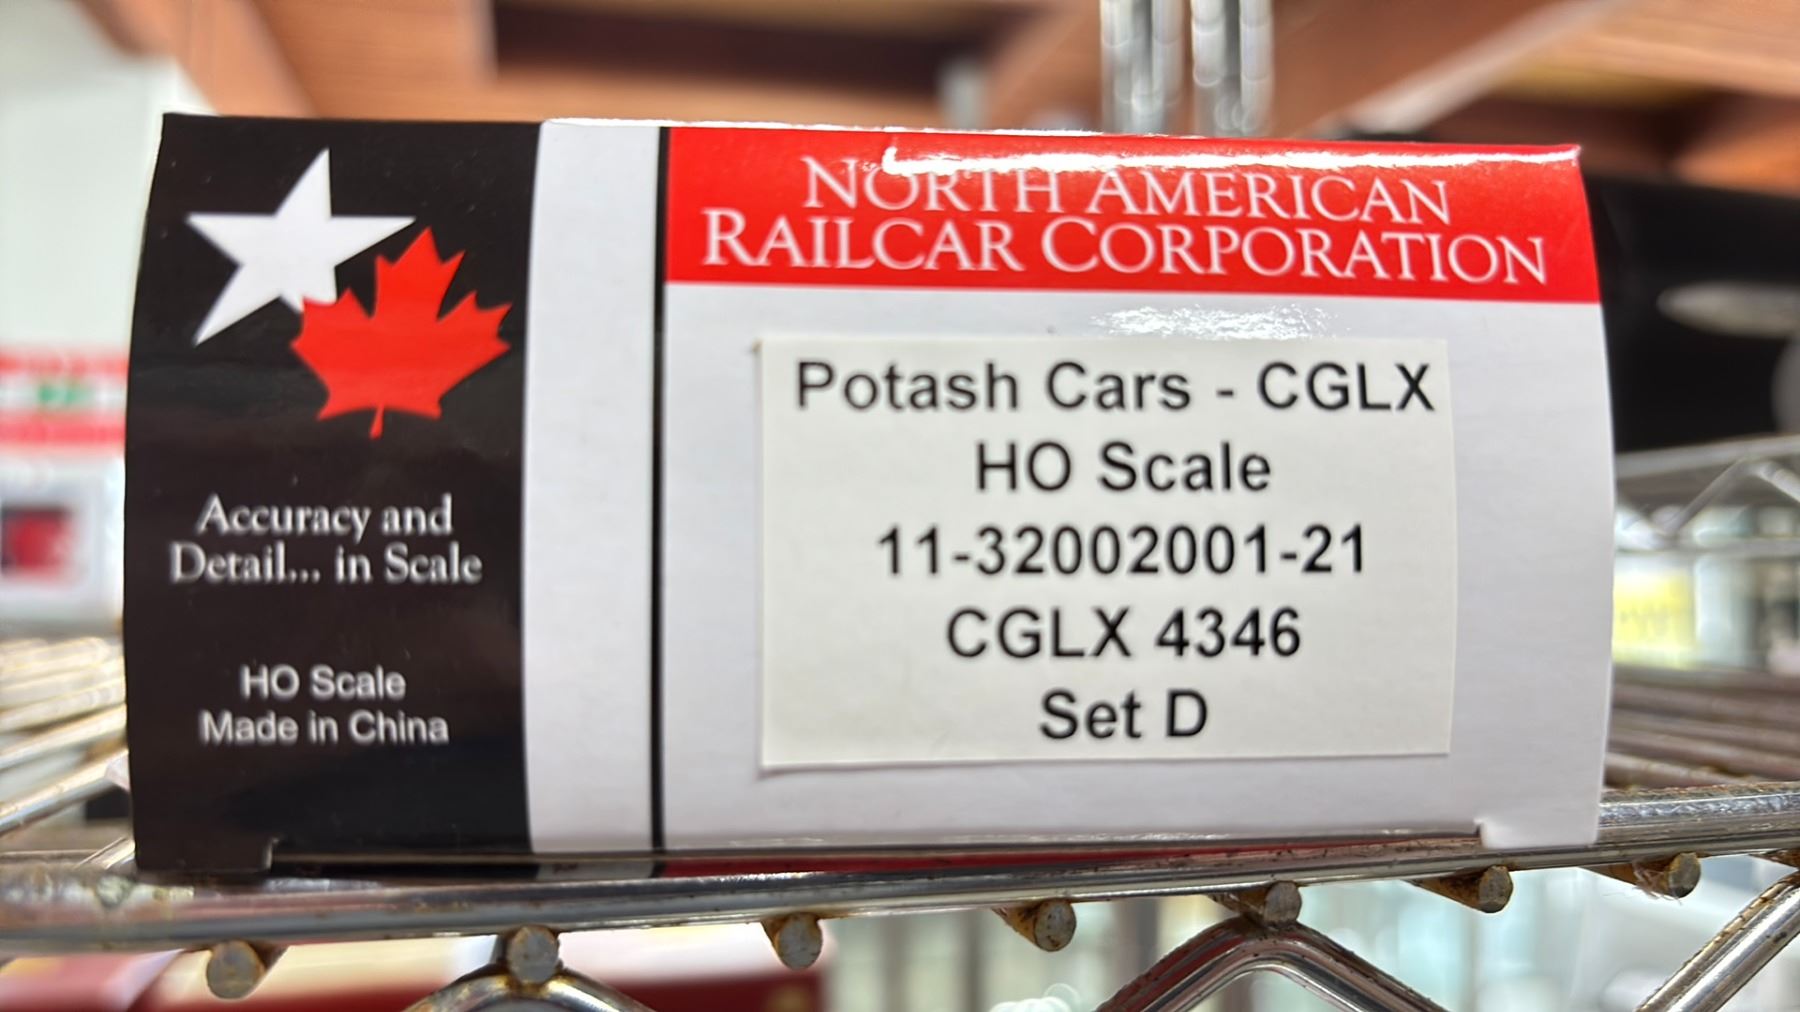 NORTH AMERICAN
RAILCAR CORPORATION
Potash Cars - CGLX
HO Scale
11-32002001-21
CGLX 4346
Set D
Accuracy and
Detail... in Scale
HO Scale
Made in China